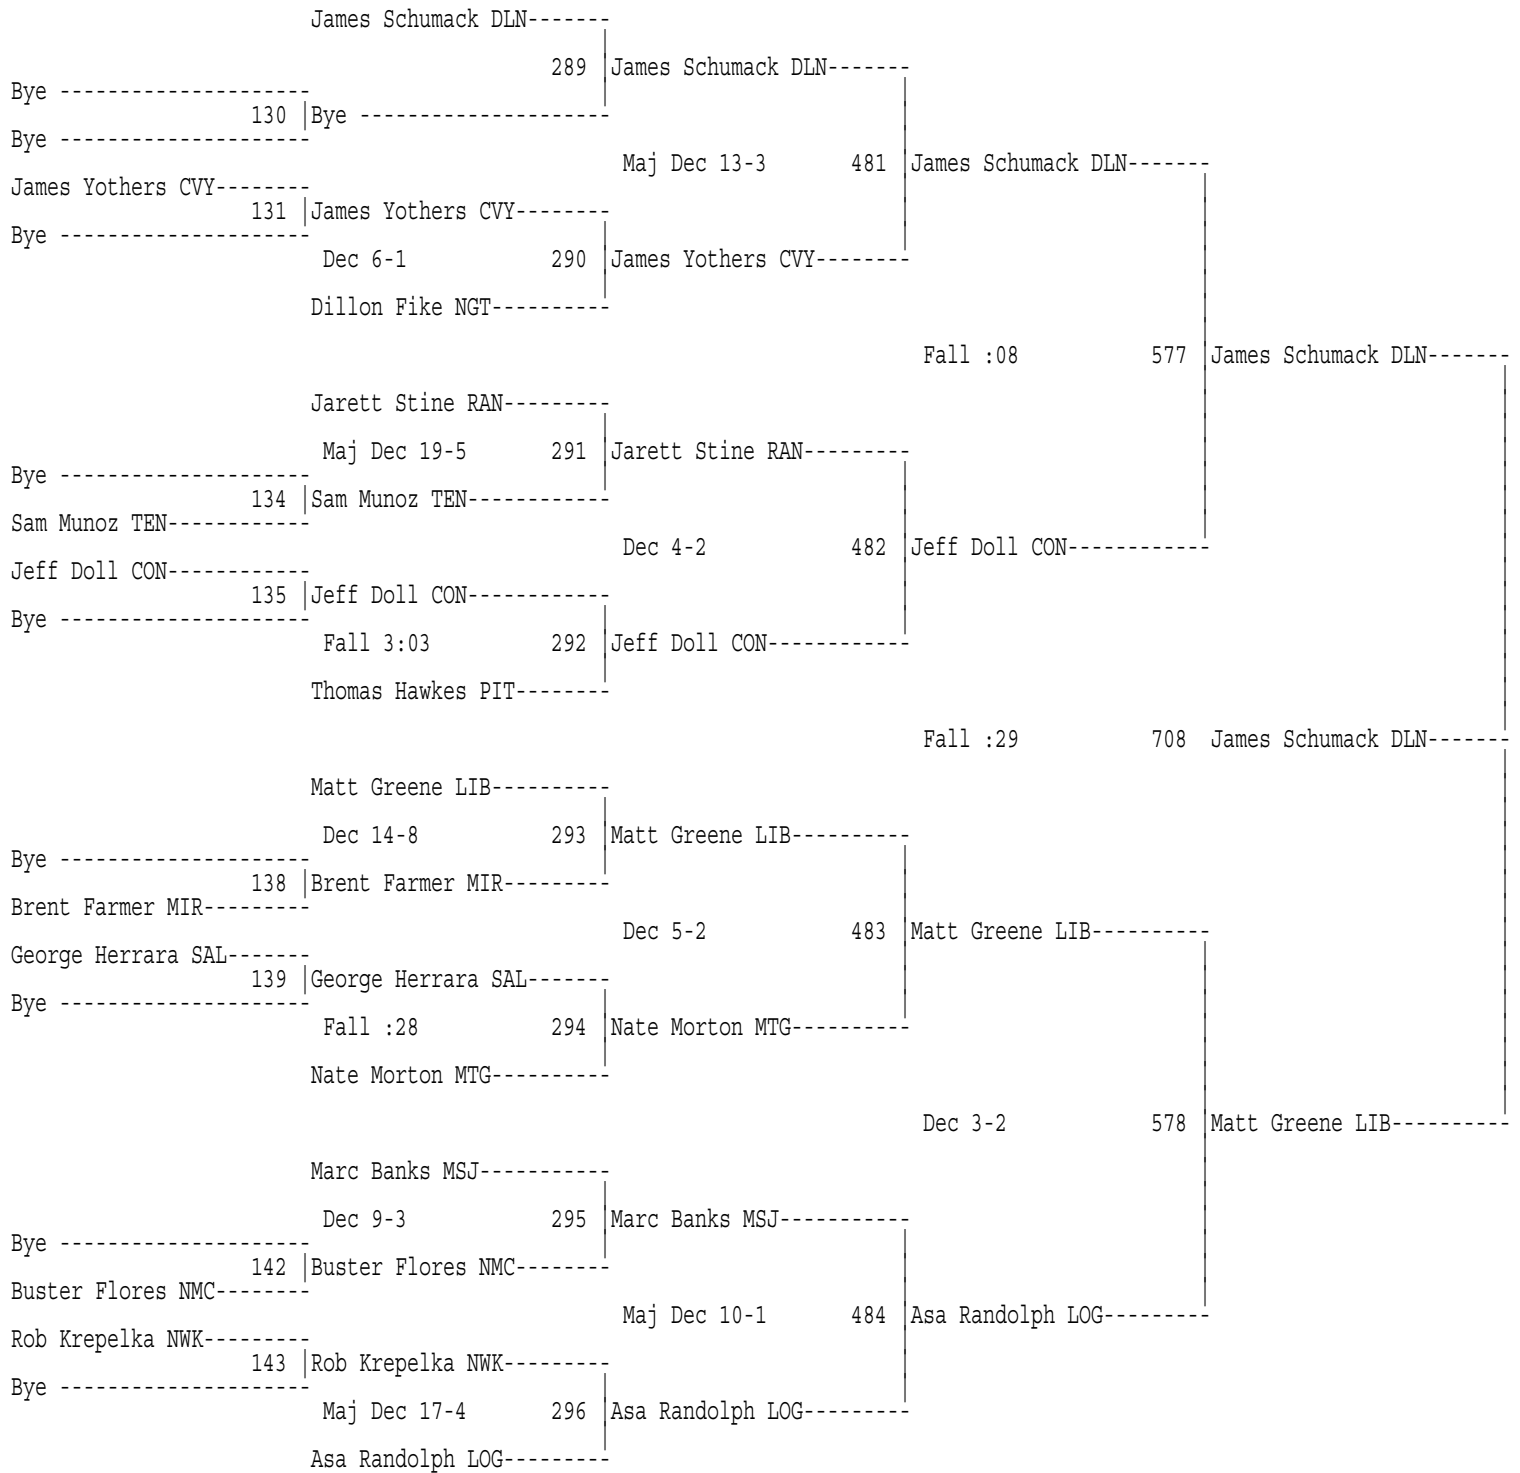 James Schumack DLN-------
289 |James Schumack DLN-------
Bye ---------------------
130 |Bye ---------------------
Bye ---------------------
Maj Dec 13-3 481 |James Schumack DLN-------
James Yothers CVY--------
131 |James Yothers CVY--------
Bye ---------------------
Dec 6-1 290 |James Yothers CVY--------
Dillon Fike NGT----------
Fall :08 577 |James Schumack DLN-------
Jarett Stine RAN---------
Maj Dec 19-5 291 |Jarett Stine RAN---------
Bye ---------------------
134 |Sam Munoz TEN------------
Sam Munoz TEN------------
Dec 4-2 482 |Jeff Doll CON------------
Jeff Doll CON------------
135 |Jeff Doll CON------------
Bye ---------------------
Fall 3:03 292 |Jeff Doll CON------------
Thomas Hawkes PIT--------
Fall :29 708 James Schumack DLN-------
Matt Greene LIB----------
Dec 14-8 293 |Matt Greene LIB----------
Bye ---------------------
138 |Brent Farmer MIR---------
Brent Farmer MIR---------
Dec 5-2 483 |Matt Greene LIB----------
George Herrara SAL-------
139 |George Herrara SAL-------
Bye ---------------------
Fall :28 294 |Nate Morton MTG----------
Nate Morton MTG----------
Dec 3-2 578 |Matt Greene LIB----------
Marc Banks MSJ-----------
Dec 9-3 295 |Marc Banks MSJ-----------
Bye ---------------------
142 |Buster Flores NMC--------
Buster Flores NMC--------
Maj Dec 10-1 484 |Asa Randolph LOG---------
Rob Krepelka NWK---------
143 |Rob Krepelka NWK---------
Bye ---------------------
Maj Dec 17-4 296 |Asa Randolph LOG---------
Asa Randolph LOG---------